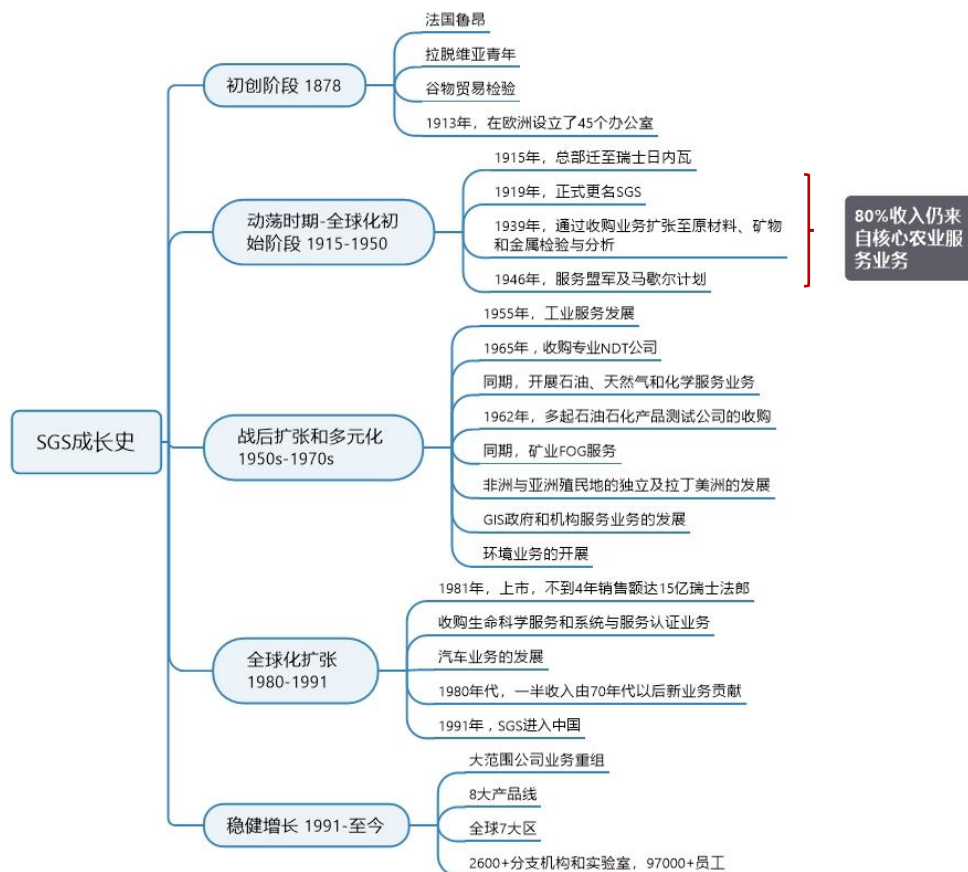 SGS成长史
初创阶段 1878
法国鲁昂
拉脱维亚青年
谷物贸易检验
1913年，在欧洲设立了45个办公室
动荡时期-全球化初
始阶段 1915-1950
1915年，总部迁至瑞士日内瓦
1919年，正式更名SGS
1939年，通过收购业务扩张至原材料、矿物
和金属检验与分析
1946年，服务盟军及马歇尔计划
80%收入仍来
自核心农业服
务业务
战后扩张和多元化
1950s-1970s
1955年，工业服务发展
1965年，收购专业NDT公司
同期，开展石油、天然气和化学服务业务
1962年，多起石油石化产品测试公司的收购
同期，矿业FOG服务
非洲与亚洲殖民地的独立及拉丁美洲的发展
GIS政府和机构服务业务的发展
环境业务的开展
全球化扩张
1980-1991
1981年，上市，不到4年销售额达15亿瑞士法郎
收购生命科学服务和系统与服务认证业务
汽车业务的发展
1980年代，一半收入由70年代以后新业务贡献
1991年，SGS进入中国
稳健增长 1991-至今
大范围公司业务重组
8大产品线
全球7大区
2600+分支机构和实验室，97000+员工